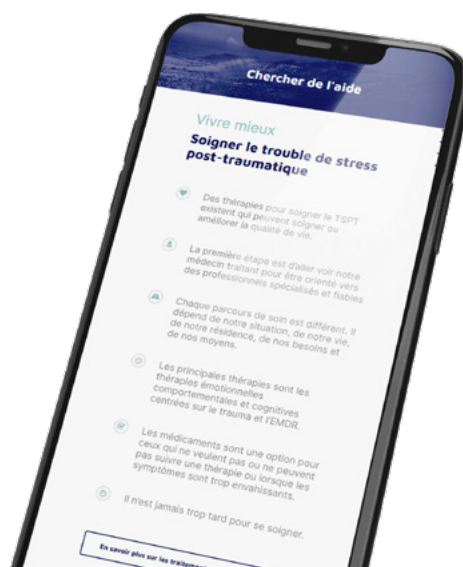 Chercher de l'aide
Vivre mieux
Soigner le trouble de stress
post-traumatique
Des thérapies pour soigner le TSPT
existent qui peuvent soigner ou
améliorer la qualité de vie.
La première étape est d'aller voir notre
médecin traitant pour être orienté vers
des professionnels spécialisés et fiables
Chaque parcours de soin est différent. Il
dépend de notre situation, de notre vie,
de notre résidence, de nos besoins et
de nos moyens.
Les principales thérapies sont les
thérapies émotionnelles
comportementales et cognitives
centrées sur le trauma et l'EMDR.
Les médicaments sont une option pour
ceux qui ne veulent pas ou ne peuvent
pas suivre une thérapie ou lorsque les
symptômes sont trop envahissants.
Il n'est jamais trop tard pour se soigner.
En savoir plus sur les